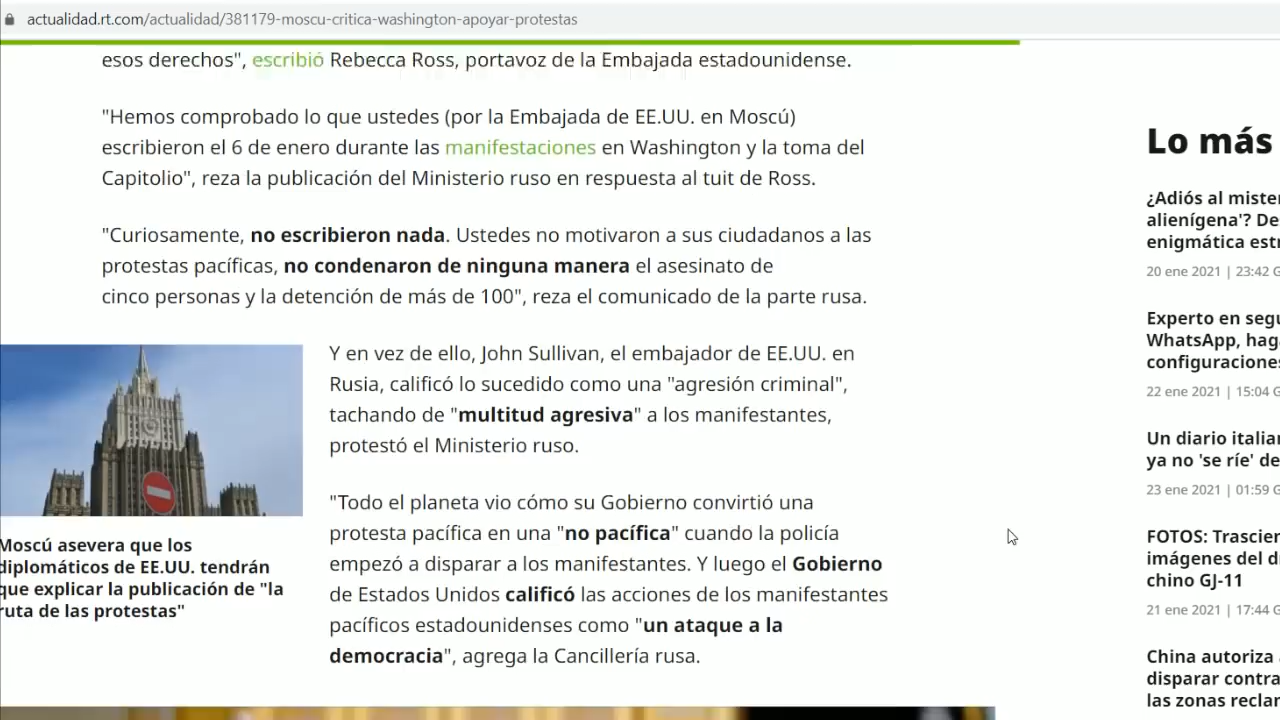 actualidad.rt.com/actualidad/381179-moscu-critica-washington-apoyar-protestas
esos derechos", escribió Rebecca Ross, portavoz de la Embajada estadounidense.
"Hemos comprobado lo que ustedes (por la Embajada de EE.UU. en Moscú)
escribieron el 6 de enero durante las manifestaciones en Washington y la toma del
Capitolio", reza la publicación del Ministerio ruso en respuesta al tuit de Ross.
"Curiosamente, no escribieron nada. Ustedes no motivaron a sus ciudadanos a las
protestas pacíficas, no condenaron de ninguna manera el asesinato de
cinco personas y la detención de más de 100", reza el comunicado de la parte rusa.
Y en vez de ello, John Sullivan, el embajador de EE.UU. en
Rusia, calificó lo sucedido como una "agresión criminal",
tachando de "multitud agresiva" a los manifestantes,
protestó el Ministerio ruso.
"Todo el planeta vio cómo su Gobierno convirtió una
protesta pacífica en una "no pacífica" cuando la policía
empezó a disparar a los manifestantes. Y luego el Gobierno
de Estados Unidos calificó las acciones de los manifestantes
pacíficos estadounidenses como "un ataque a la
democracia", agrega la Cancillería rusa.
Moscú asevera que los
diplomáticos de EE.UU. tendrán
que explicar la publicación de "la
ruta de las protestas"
Lo más
¿Adiós al mister
alienígena'? De
enigmática estr
20 ene 2021 | 23:42 G
Experto en segu
WhatsApp, hag
configuraciones
22 ene 2021 | 15:04 G
Un diario italian
ya no 'se ríe' de
23 ene 2021 | 01:59 G
FOTOS: Trascien
imágenes del d
chino GJ-11
21 ene 2021 | 17:44 G
China autoriza
disparar contra
las zonas reclar